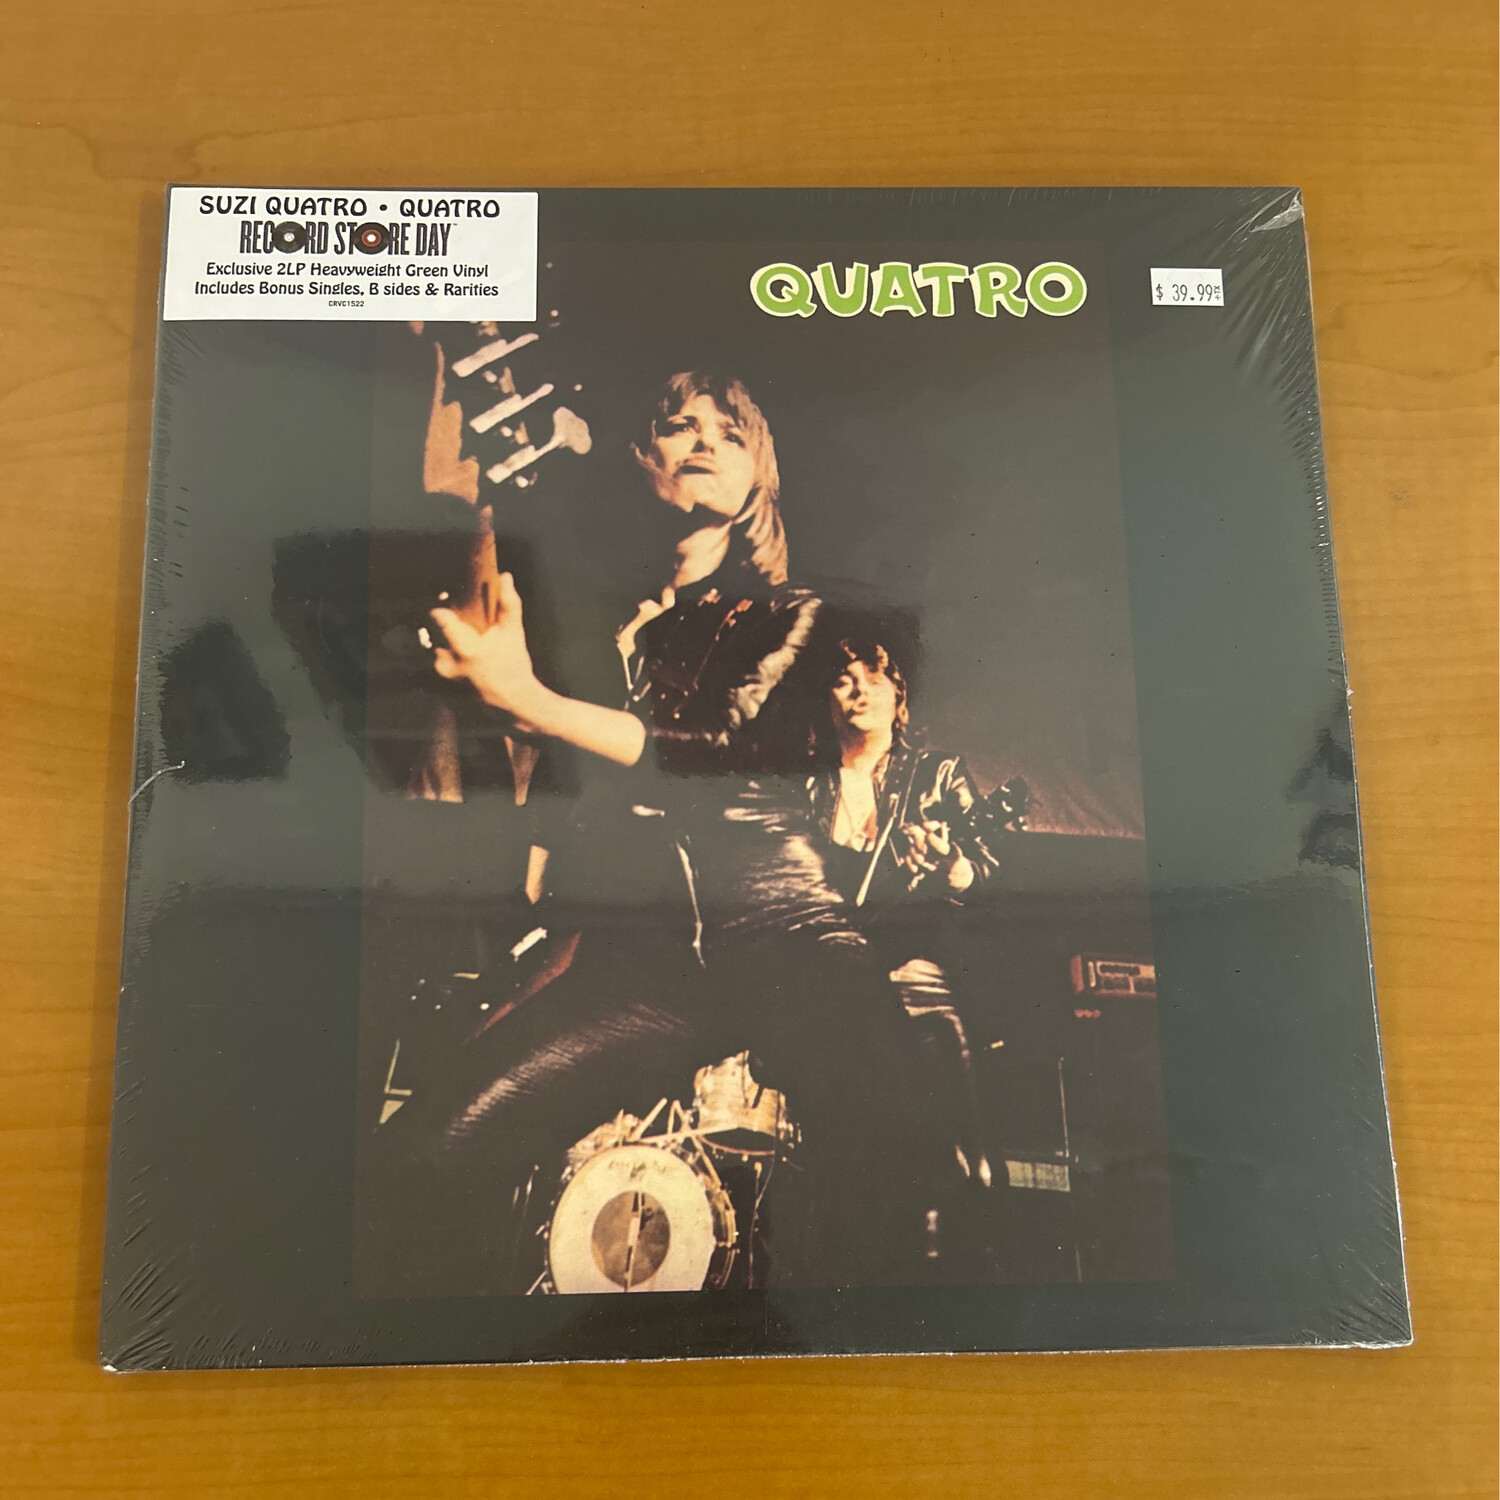 SUZI QUATRO • QUATRO
RECORD STORE DAY™
Exclusive 2LP Heavyweight Green Vinyl
Includes Bonus Singles, B sides & Rarities
CRVC1522
QUATRO
$ 39.99